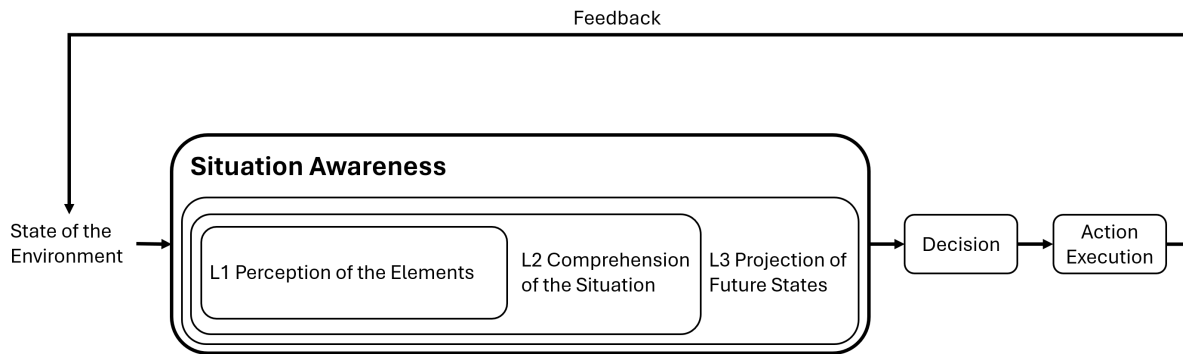 Feedback
Situation Awareness
State of the
Environment
L1 Perception of the Elements
L2 Comprehension
of the Situation
L3 Projection of
Future States
Decision
Action
Execution